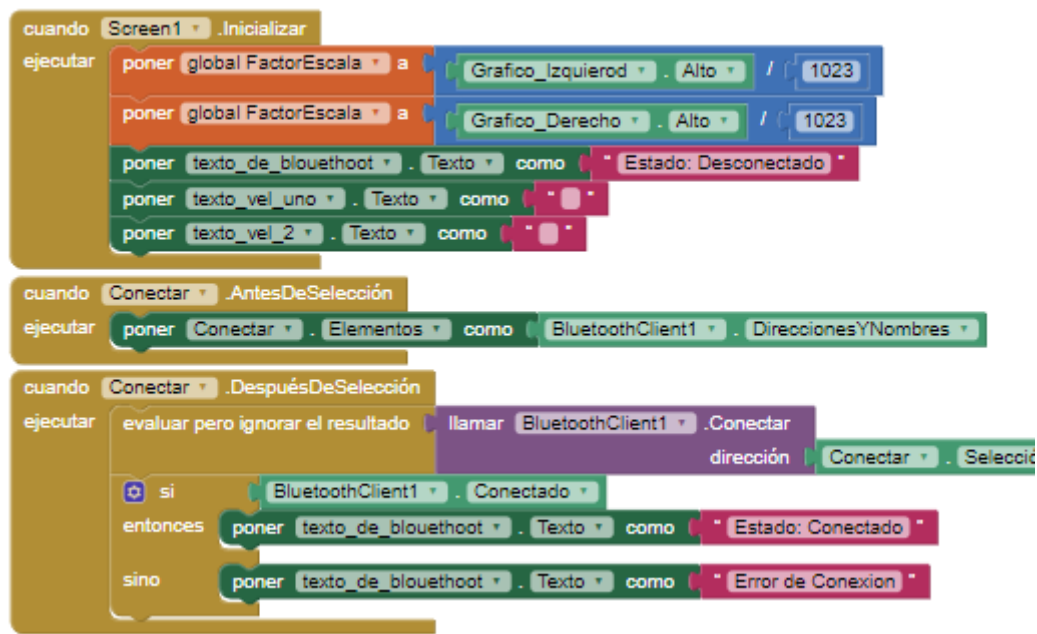 cuando Screen1 .Inicializar
ejecutar poner global FactorEscala a Grafico_Izquierod . Alto / 1023
poner global FactorEscala a Grafico_Derecho . Alto / 1023
poner texto_de_blouethoot . Texto como " Estado: Desconectado "
poner texto_vel_uno . Texto como " "
poner texto_vel_2 . Texto como " "
cuando Conectar .AntesDeSelección
ejecutar poner Conectar . Elementos como BluetoothClient1 . DireccionesYNombres
cuando Conectar .DespuésDeSelección
ejecutar evaluar pero ignorar el resultado llamar BluetoothClient1 .Conectar
dirección Conectar .
si BluetoothClient1 . Conectado
entonces poner texto_de_blouethoot . Texto como " Estado: Conectado "
sino poner texto_de_blouethoot . Texto como " Error de Conexion "